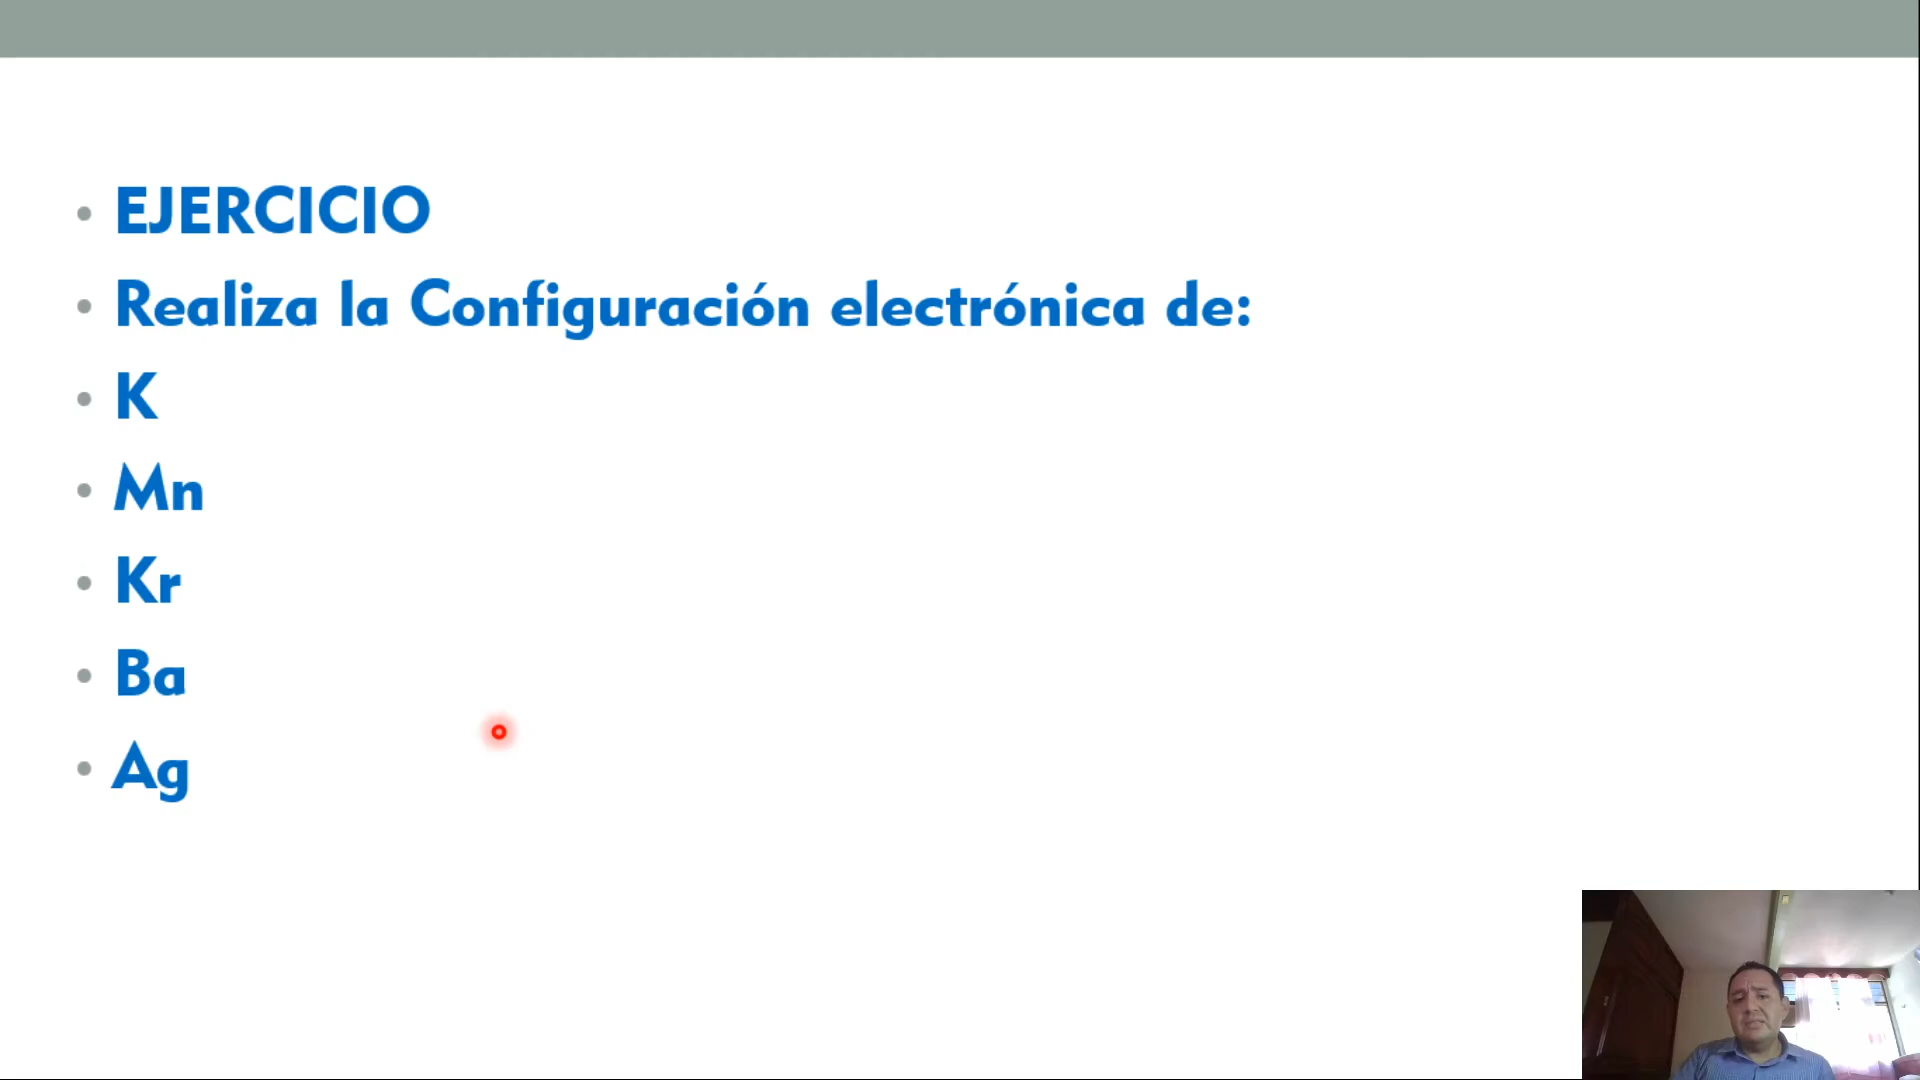 EJERCICIO
Realiza la Configuración electrónica de:
K
Mn
Kr
Ba
Ag